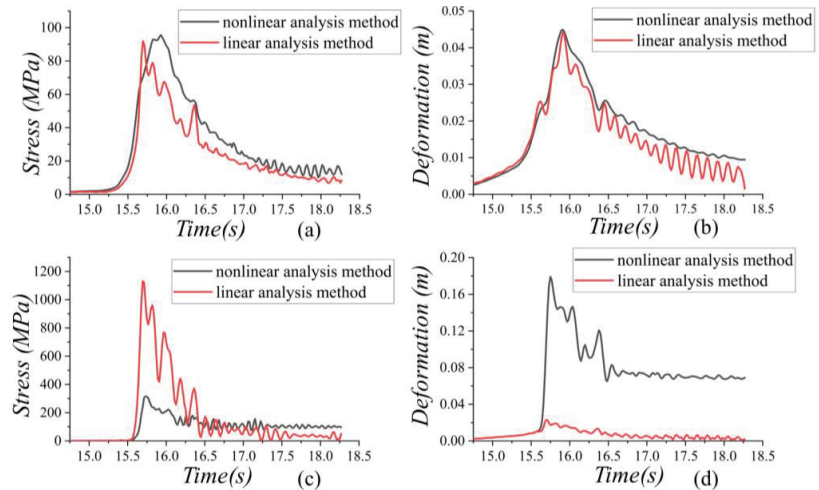 nonlinear analysis method
linear analysis method
Stress (MPa)
100
80
60
40
20
0
15.0 15.5 16.0 16.5 17.0 17.5 18.0 18.5
Time(s) (a)
nonlinear analysis method
linear analysis method
Deformation (m)
0.05
0.04
0.03
0.02
0.01
0.00
15.0 15.5 16.0 16.5 17.0 17.5 18.0 18.5
Time(s) (b)
nonlinear analysis method
linear analysis method
Stress (MPa)
1200
1000
800
600
400
200
0
15.0 15.5 16.0 16.5 17.0 17.5 18.0 18.5
Time(s) (c)
nonlinear analysis method
linear analysis method
Deformation (m)
0.20
0.16
0.12
0.08
0.04
0.00
15.0 15.5 16.0 16.5 17.0 17.5 18.0 18.5
Time(s) (d)